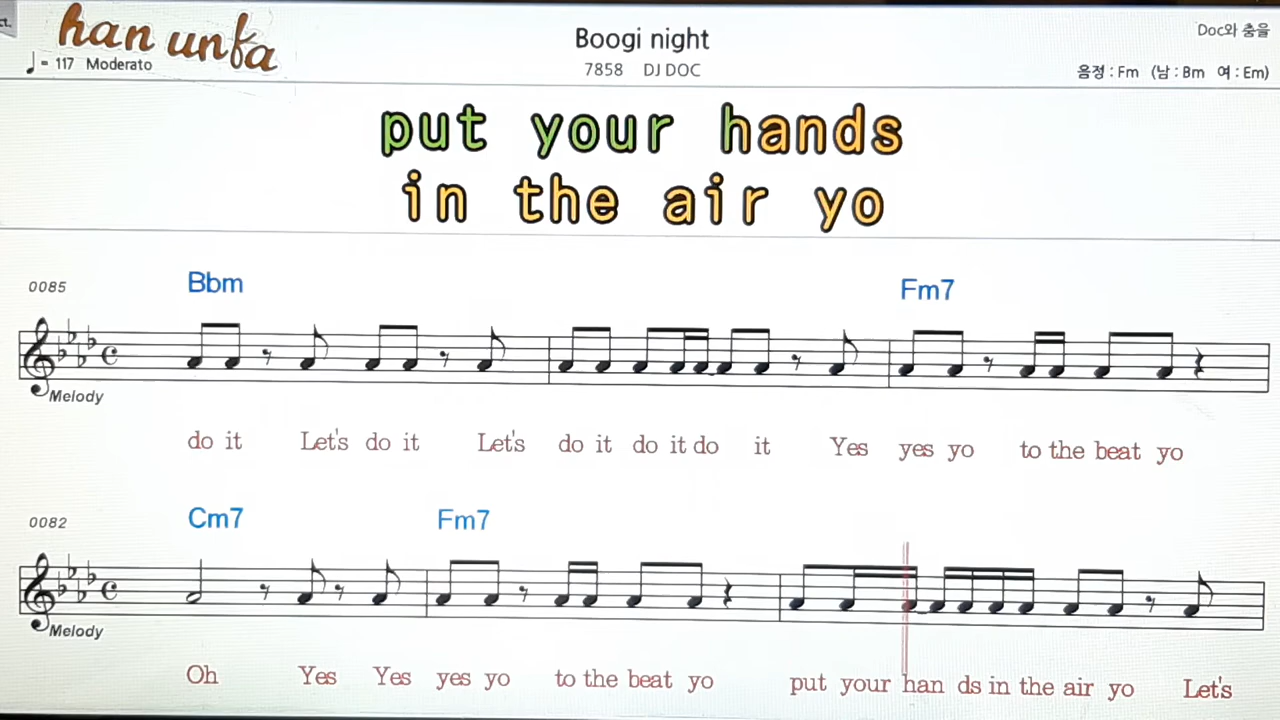 ct.
han unfa
♩= 117 Moderato
Boogi night
7858 DJ DOC
Doc와 춤을
음정 : Fm (남 : Bm 여 : Em)
put your hands
in the air yo
0085
Bbm Fm7
Melody
do it Let's do it Let's do it do it do it Yes yes yo to the beat yo
0082
Cm7 Fm7
Melody
Oh Yes Yes yes yo to the beat yo put your han ds in the air yo Let's